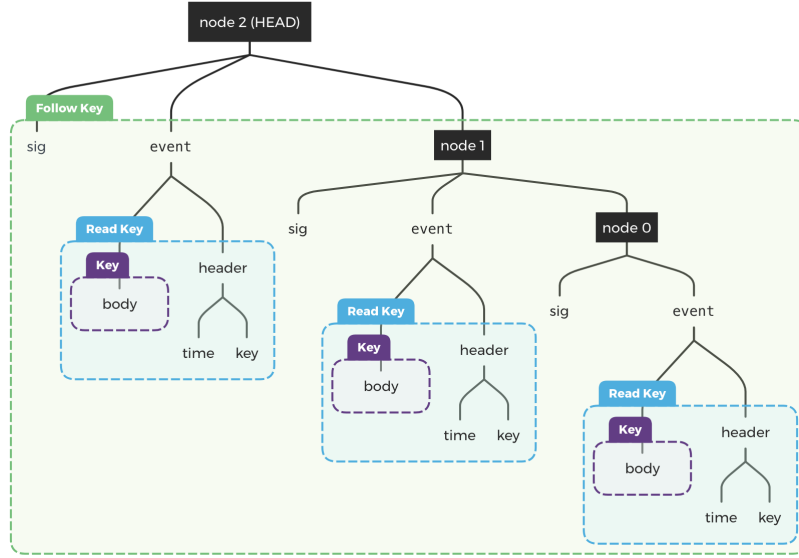 node 2 (HEAD)
Follow Key
sig
event
node 1
Read Key
Key
body
header
time
key
sig
event
node 0
Read Key
Key
body
header
time
key
sig
event
Read Key
Key
body
header
time
key